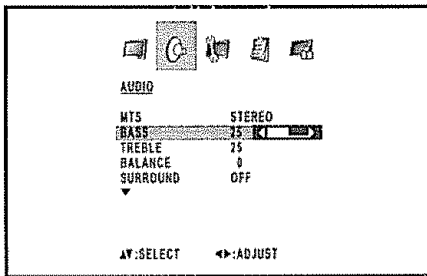 AUDIO
MTS STEREO
BASS 25
TREBLE 25
BALANCE 0
SURROUND OFF
▼
▲▼:SELECT ◀▶:ADJUST